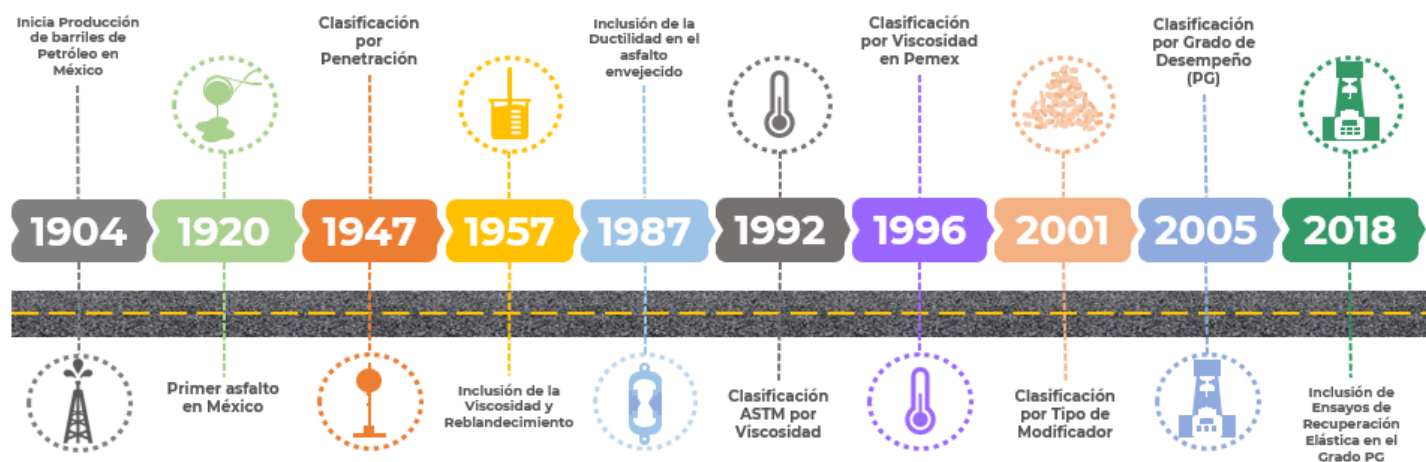 Inicia Producción
de barriles de
Petróleo en
México
Clasificación
por
Penetración
Inclusión de la
Ductilidad en el
asfalto
envejecido
Clasificación
por Viscosidad
en Pemex
Clasificación
por Grado de
Desempeño
(PG)
1904
1920
1947
1957
1987
1992
1996
2001
2005
2018
Primer asfalto
en México
Inclusión de la
Viscosidad y
Reblandecimiento
Clasificación
ASTM por
Viscosidad
Clasificación
por Tipo de
Modificador
Inclusión de
Ensayos de
Recuperación
Elástica en el
Grado PG